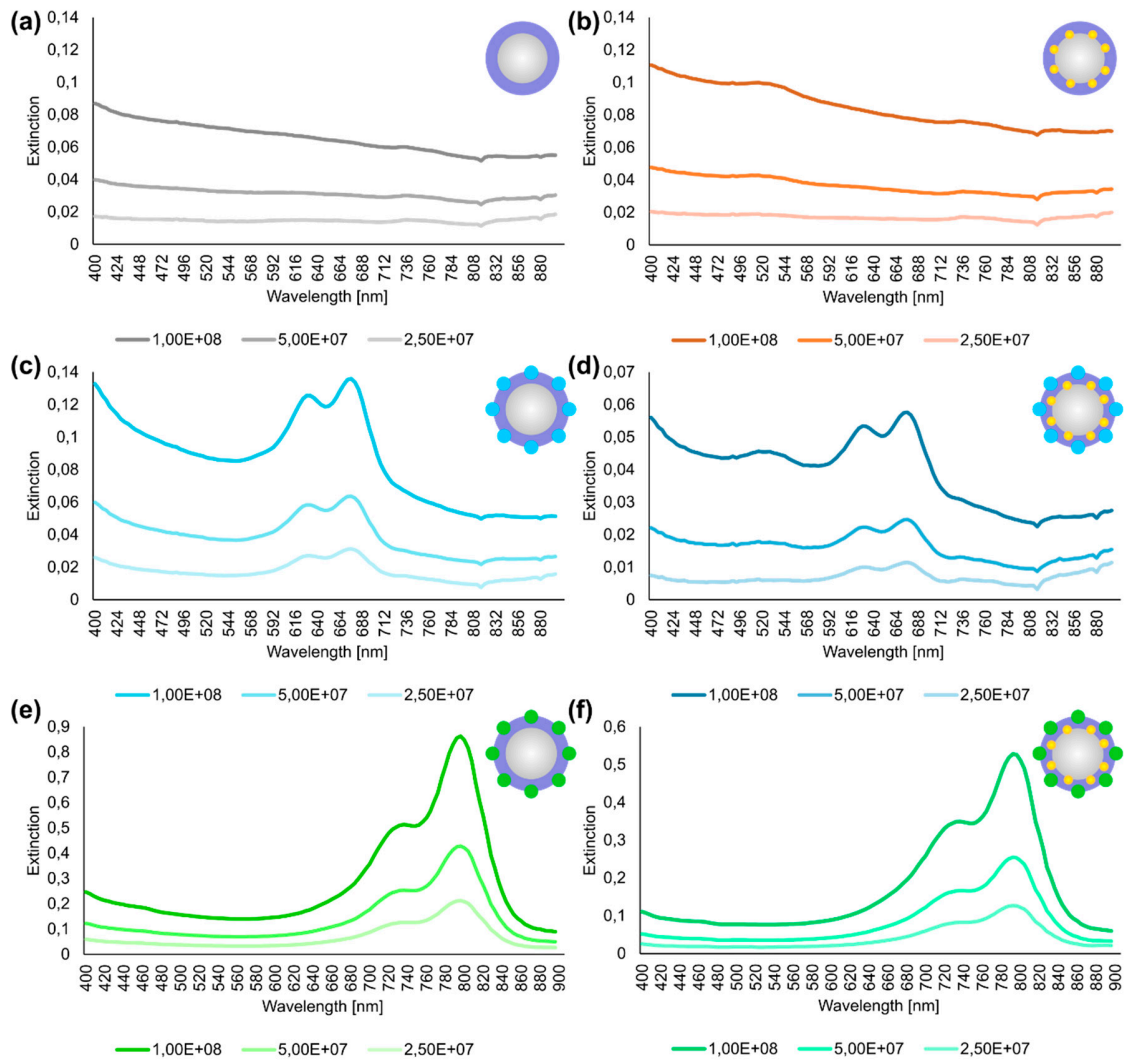 (a)
0,14
0,12
0,1
0,08
0,06
0,04
0,02
0
Extinction
400 424 448 472 496 520 544 568 592 616 640 664 688 712 736 760 784 808 832 856 880
Wavelength [nm]
1,00E+08 5,00E+07 2,50E+07
(b)
0,14
0,12
0,1
0,08
0,06
0,04
0,02
0
Extinction
400 424 448 472 496 520 544 568 592 616 640 664 688 712 736 760 784 808 832 856 880
Wavelength [nm]
1,00E+08 5,00E+07 2,50E+07
(c)
0,14
0,12
0,1
0,08
0,06
0,04
0,02
0
Extinction
400 424 448 472 496 520 544 568 592 616 640 664 688 712 736 760 784 808 832 856 880
Wavelength [nm]
1,00E+08 5,00E+07 2,50E+07
(d)
0,07
0,06
0,05
0,04
0,03
0,02
0,01
0
Extinction
400 424 448 472 496 520 544 568 592 616 640 664 688 712 736 760 784 808 832 856 880
Wavelength [nm]
1,00E+08 5,00E+07 2,50E+07
(e)
0,9
0,8
0,7
0,6
0,5
0,4
0,3
0,2
0,1
0
Extinction
400 420 440 460 480 500 520 540 560 580 600 620 640 660 680 700 720 740 760 780 800 820 840 860 880 900
Wavelength [nm]
1,00E+08 5,00E+07 2,50E+07
(f)
0,6
0,5
0,4
0,3
0,2
0,1
0
Extinction
400 420 440 460 480 500 520 540 560 580 600 620 640 660 680 700 720 740 760 780 800 820 840 860 880 900
Wavelength [nm]
1,00E+08 5,00E+07 2,50E+07